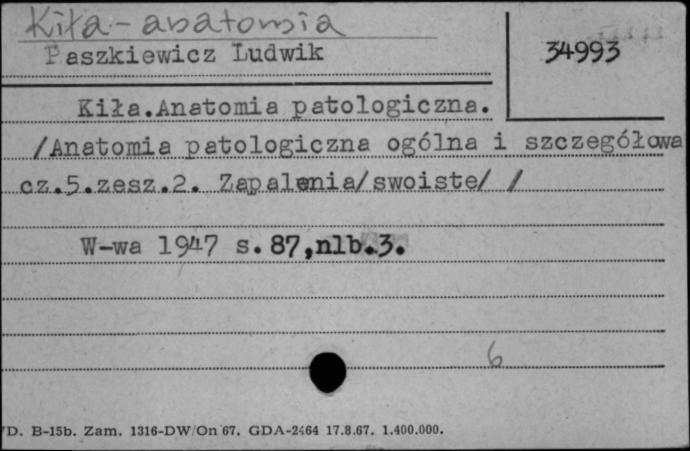 Kiła - anatomia
Paszkiewicz Ludwik
34993
Kiła.Anatomia patologiczna.
/Anatomia patologiczna ogólna i szczegółowa
cz.5.zesz.2. Zapalenia/swoiste/ /
W-wa 1947 s.87,nlb.3.
6
D. B-15b. Zam. 1316-DW/On 67. GDA-2464 17.8.67. 1.400.000.